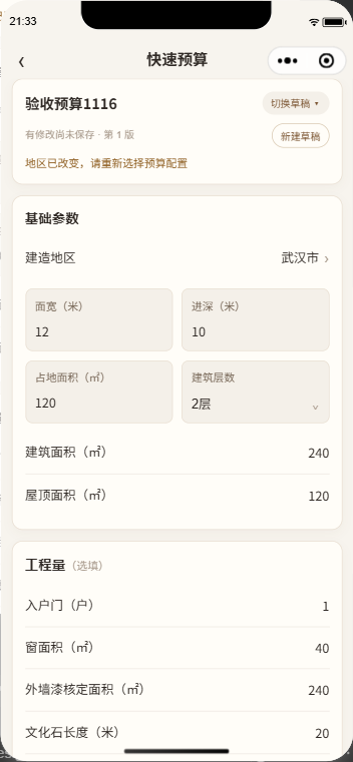 21:33
快速预算
验收预算1116
切换草稿
有修改尚未保存 · 第 1 版
新建草稿
地区已改变，请重新选择预算配置
基础参数
建造地区
武汉市
面宽（米）
进深（米）
12
10
占地面积（㎡）
建筑层数
120
2层
建筑面积（㎡）
240
屋顶面积（㎡）
120
工程量（选填）
入户门（户）
1
窗面积（㎡）
40
外墙漆核定面积（㎡）
240
文化石长度（米）
20